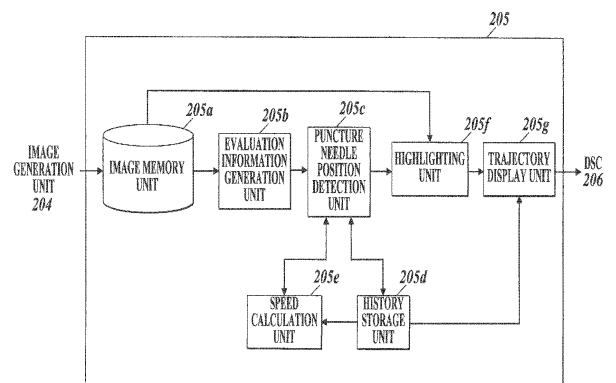 205
205a
205b
205c
205f
205g
IMAGE
GENERATION
UNIT
204
IMAGE MEMORY
UNIT
EVALUATION
INFORMATION
GENERATION
UNIT
PUNCTURE
NEEDLE
POSITION
DETECTION
UNIT
HIGHLIGHTING
UNIT
TRAJECTORY
DISPLAY UNIT
DSC
206
205e
205d
SPEED
CALCULATION
UNIT
HISTORY
STORAGE
UNIT